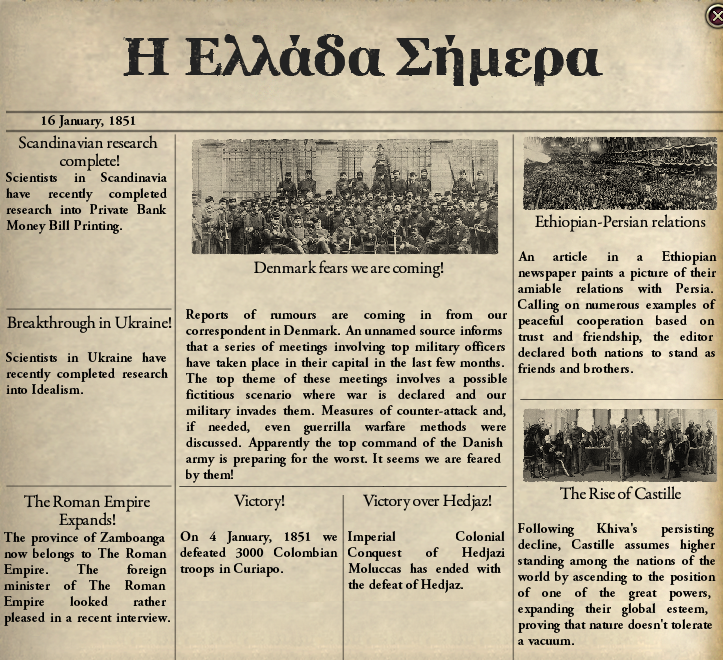 Η Ελλάδα Σήμερα
16 January, 1851
Scandinavian research
complete!
Scientists in Scandinavia
have recently completed
research into Private Bank
Money Bill Printing.
Breakthrough in Ukraine!
Scientists in Ukraine have
recently completed research
into Idealism.
The Roman Empire
Expands!
The province of Zamboanga
now belongs to The Roman
Empire. The foreign
minister of The Roman
Empire looked rather
pleased in a recent interview.
Denmark fears we are coming!
Reports of rumours are coming in from our
correspondent in Denmark. An unnamed source informs
that a series of meetings involving top military officers
have taken place in their capital in the last few months.
The top theme of these meetings involves a possible
fictitious scenario where war is declared and our
military invades them. Measures of counter-attack and,
if needed, even guerrilla warfare methods were
discussed. Apparently the top command of the Danish
army is preparing for the worst. It seems we are feared
by them!
Victory!
On 4 January, 1851 we
defeated 3000 Colombian
troops in Curiapo.
Victory over Hedjaz!
Imperial Colonial
Conquest of Hedjazi
Moluccas has ended with
the defeat of Hedjaz.
Ethiopian-Persian relations
An article in a Ethiopian
newspaper paints a picture of their
amiable relations with Persia.
Calling on numerous examples of
peaceful cooperation based on
trust and friendship, the editor
declared both nations to stand as
friends and brothers.
The Rise of Castille
Following Khiva's persisting
decline, Castille assumes higher
standing among the nations of the
world by ascending to the position
of one of the great powers,
expanding their global esteem,
proving that nature doesn't tolerate
a vacuum.